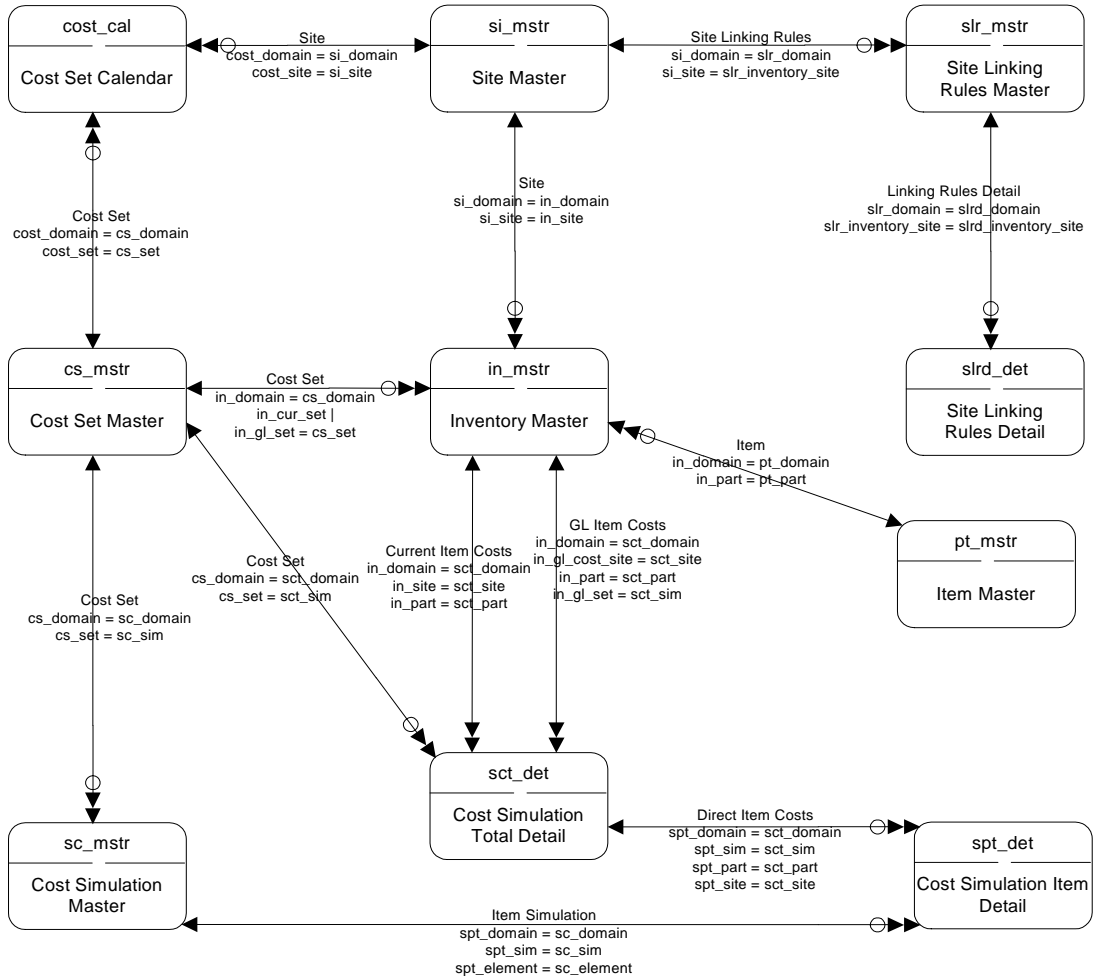 cost_cal
Cost Set Calendar
Site
cost_domain = si_domain
cost_site = si_site
si_mstr
Site Master
Site Linking Rules
si_domain = slr_domain
si_site = slr_inventory_site
slr_mstr
Site Linking
Rules Master
Cost Set
cost_domain = cs_domain
cost_set = cs_set
Site
si_domain = in_domain
si_site = in_site
Linking Rules Detail
slr_domain = slrd_domain
slr_inventory_site = slrd_inventory_site
cs_mstr
Cost Set Master
Cost Set
in_domain = cs_domain
in_cur_set |
in_gl_set = cs_set
in_mstr
Inventory Master
slrd_det
Site Linking
Rules Detail
Item
in_domain = pt_domain
in_part = pt_part
pt_mstr
Item Master
Cost Set
cs_domain = sc_domain
cs_set = sc_sim
Cost Set
cs_domain = sct_domain
cs_set = sct_sim
Current Item Costs
in_domain = sct_domain
in_site = sct_site
in_part = sct_part
GL Item Costs
in_domain = sct_domain
in_gl_cost_site = sct_site
in_part = sct_part
in_gl_set = sct_sim
sct_det
Cost Simulation
Total Detail
Direct Item Costs
spt_domain = sct_domain
spt_sim = sct_sim
spt_part = sct_part
spt_site = sct_site
sc_mstr
Cost Simulation
Master
spt_det
Cost Simulation Item
Detail
Item Simulation
spt_domain = sc_domain
spt_sim = sc_sim
spt_element = sc_element